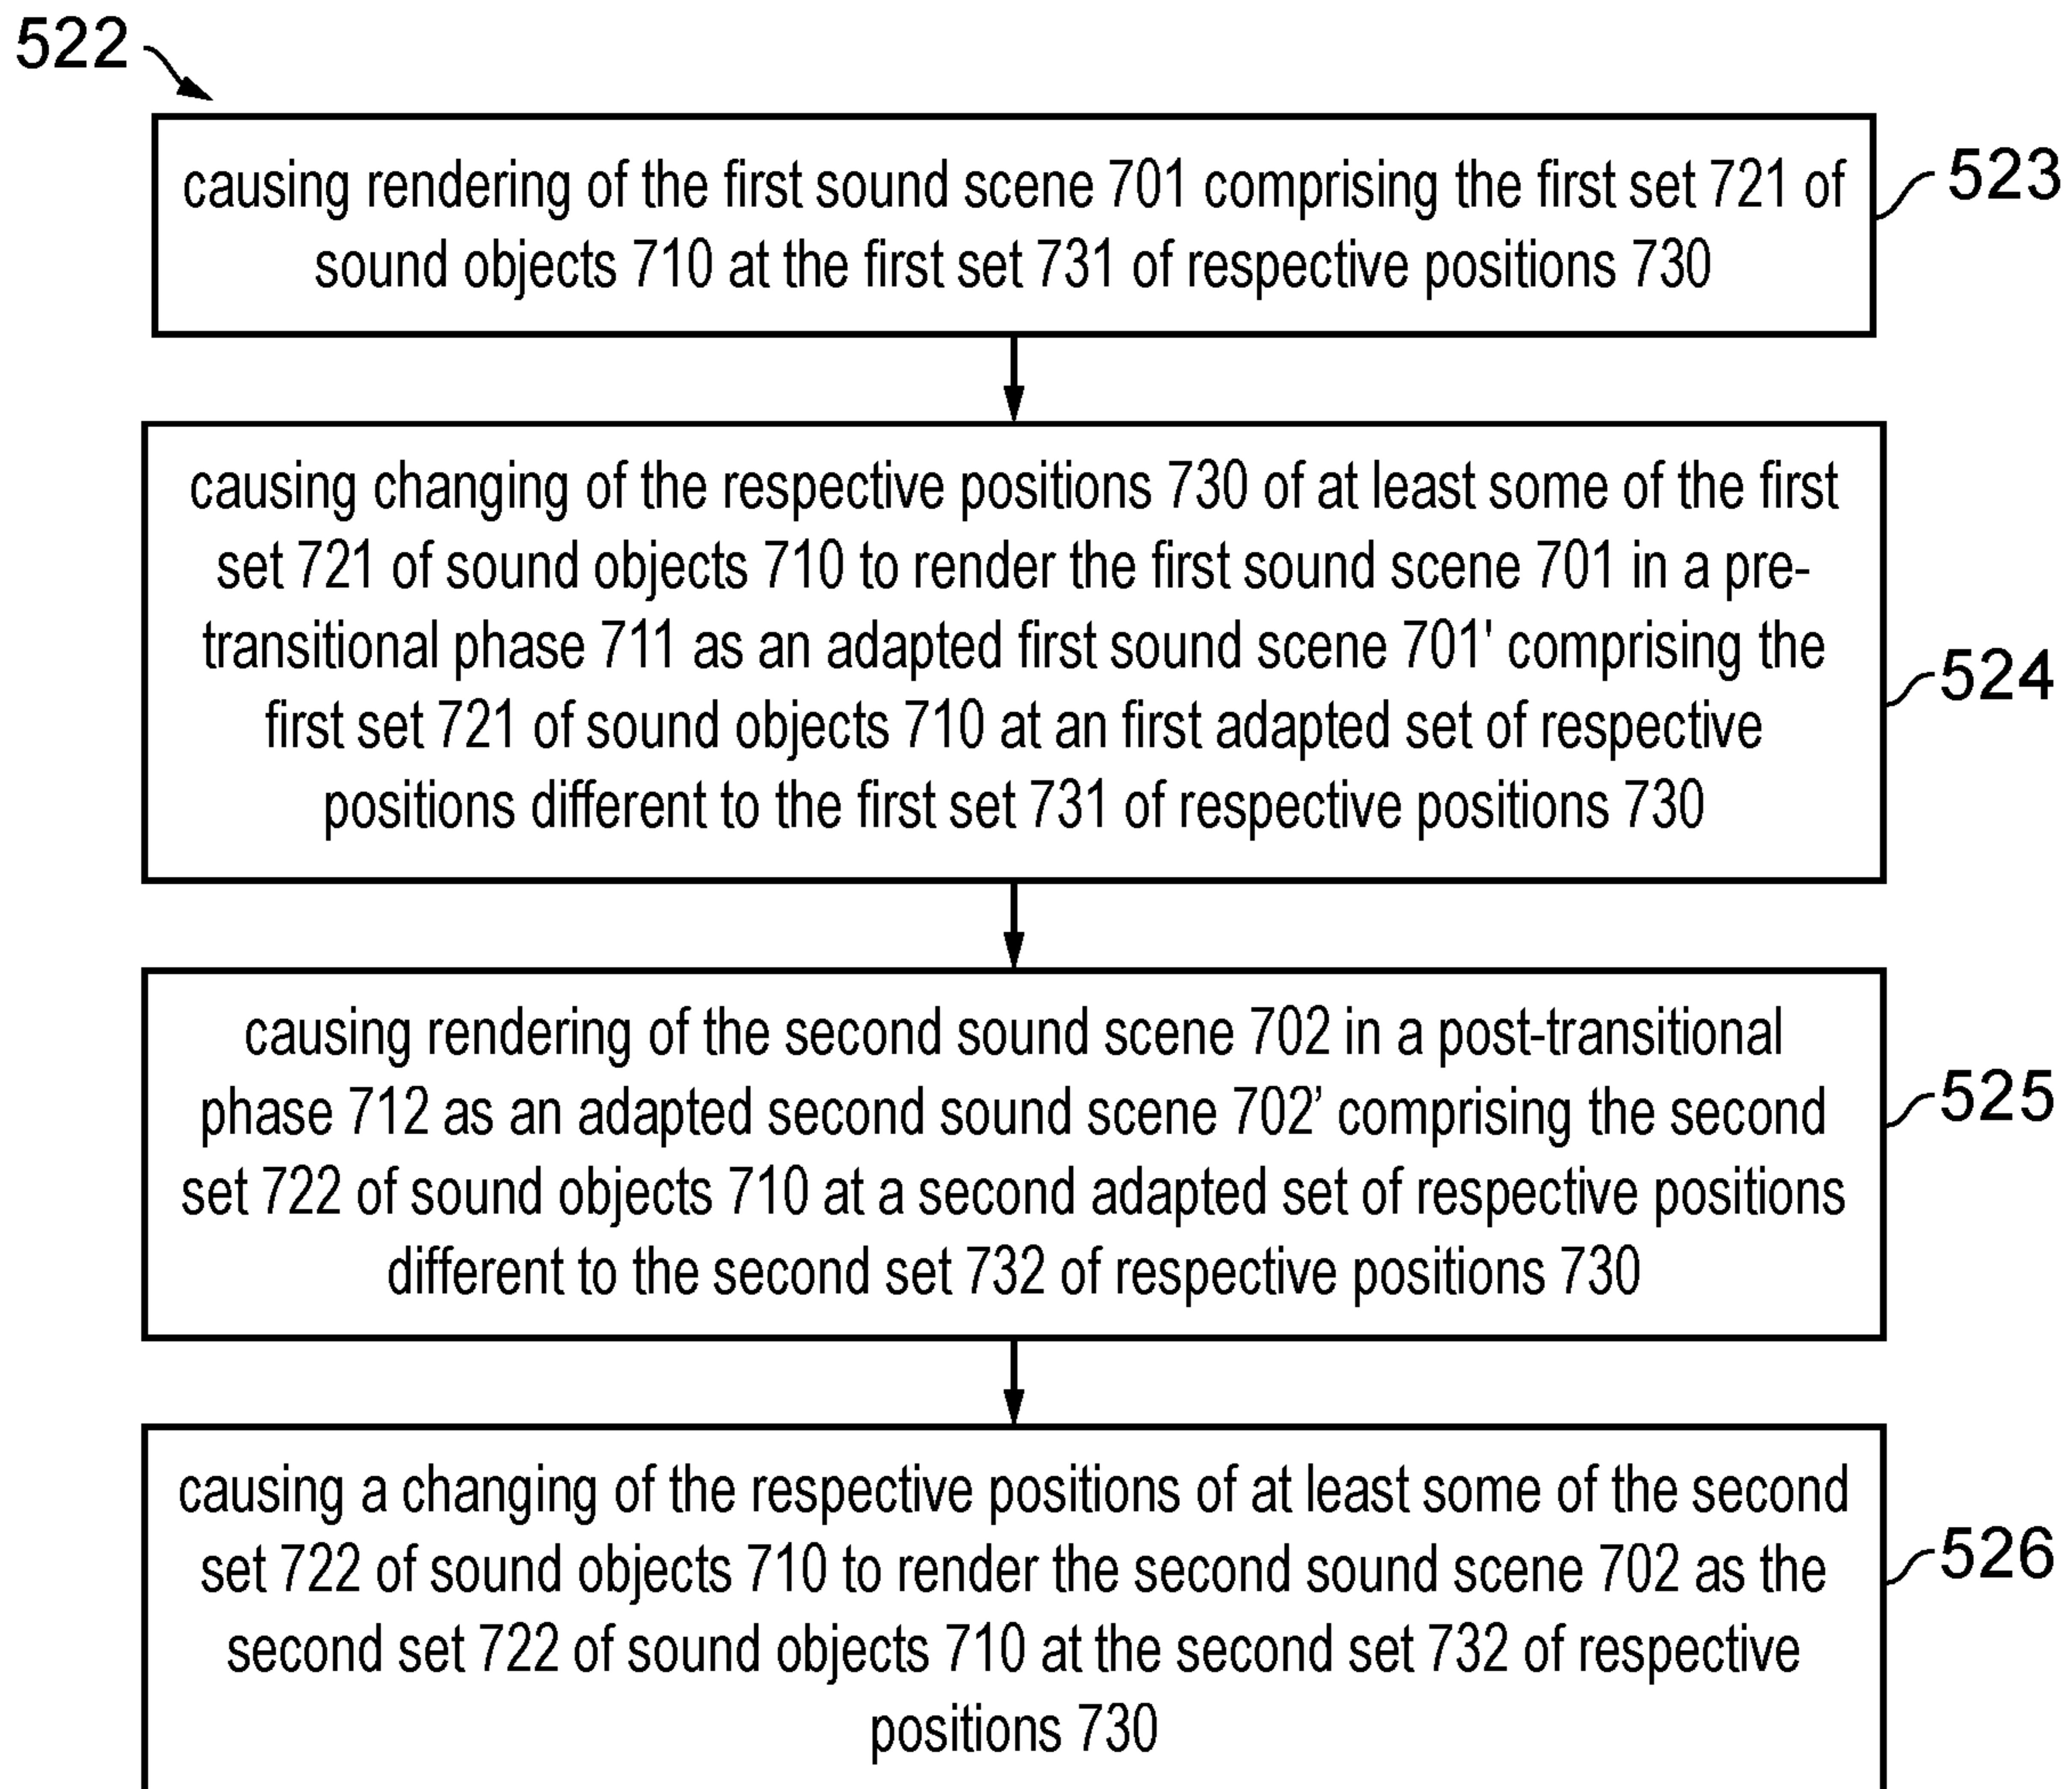 522
causing rendering of the first sound scene 701 comprising the first set 721 of
sound objects 710 at the first set 731 of respective positions 730
523
causing changing of the respective positions 730 of at least some of the first
set 721 of sound objects 710 to render the first sound scene 701 in a pre-
transitional phase 711 as an adapted first sound scene 701' comprising the
first set 721 of sound objects 710 at an first adapted set of respective
positions different to the first set 731 of respective positions 730
524
causing rendering of the second sound scene 702 in a post-transitional
phase 712 as an adapted second sound scene 702’ comprising the second
set 722 of sound objects 710 at a second adapted set of respective positions
different to the second set 732 of respective positions 730
525
causing a changing of the respective positions of at least some of the second
set 722 of sound objects 710 to render the second sound scene 702 as the
second set 722 of sound objects 710 at the second set 732 of respective
positions 730
526